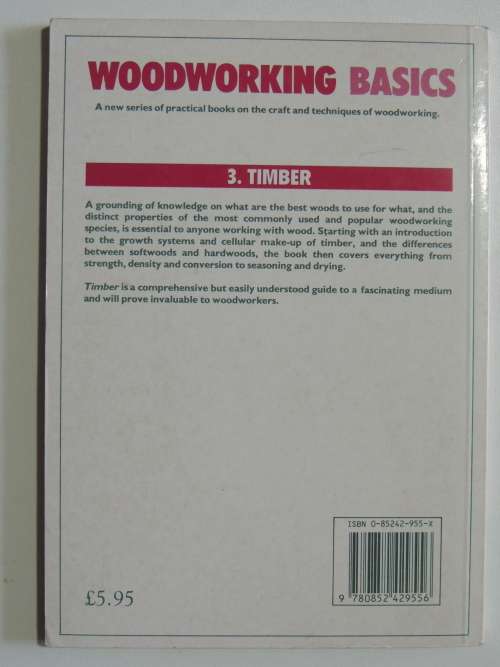 WOODWORKING BASICS
A new series of practical books on the craft and techniques of woodworking.
3. TIMBER
A grounding of knowledge on what are the best woods to use for what, and the
distinct properties of the most commonly used and popular woodworking
species, is essential to anyone working with wood. Starting with an introduction
to the growth systems and cellular make-up of timber, and the differences
between softwoods and hardwoods, the book then covers everything from
strength, density and conversion to seasoning and drying.
Timber is a comprehensive but easily understood guide to a fascinating medium
and will prove invaluable to woodworkers.
ISBN 0-85242-955-X
9 780852 429556
£5.95